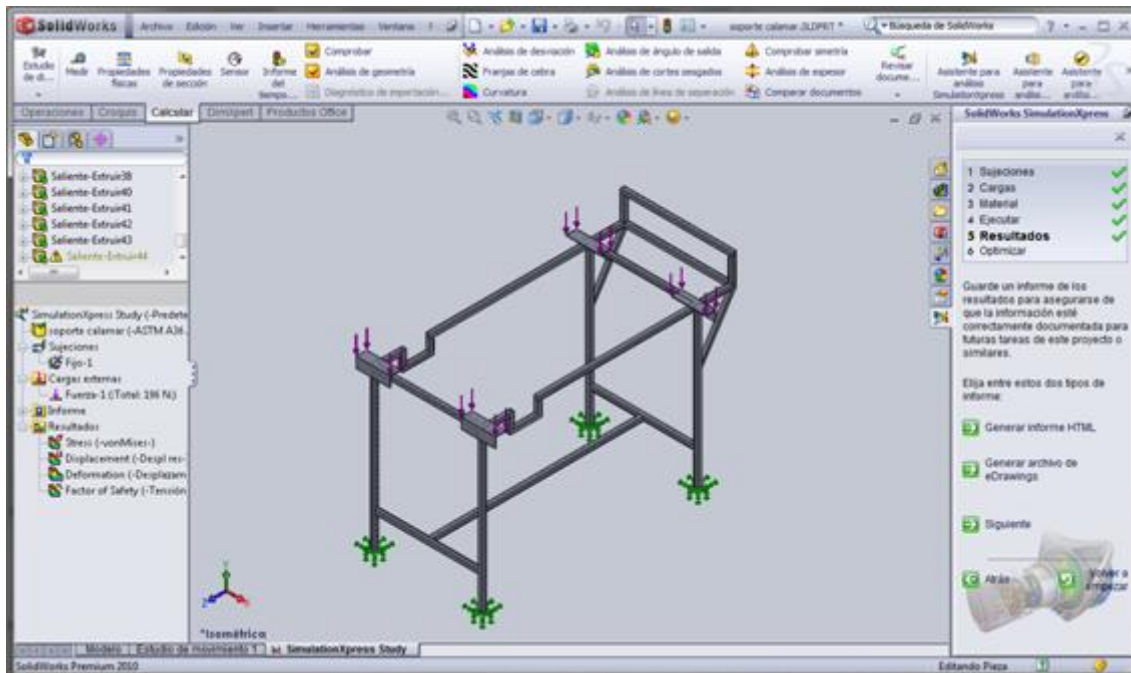 SolidWorks Archivo Edición Ver Insertar Herramientas Ventana ? soporte calamar.SLDPRT * Búsqueda de SolidWorks
Estudio de di...
Medir
Propiedades físicas
Propiedades de sección
Sensor
Informe del tiempo...
Comprobar
Análisis de geometría
Diagnóstico de importación...
Análisis de desviación
Franjas de cebra
Curvatura
Análisis de ángulo de salida
Análisis de cortes sesgados
Análisis de línea de separación
Comprobar simetría
Análisis de espesor
Comparar documentos
Revisar docume...
Asistente para análisis SimulationXpress
Asistente para análisis...
Asistente para análisis...
Operaciones Croquis Calcular DimXpert Productos Office
Saliente-Extruir38
Saliente-Extruir40
Saliente-Extruir41
Saliente-Extruir42
Saliente-Extruir43
Saliente-Extruir44
SimulationXpress Study (-Predete
soporte calamar (-ASTM A36
Sujeciones
Fijo-1
Cargas externas
Fuerza-1 (:Total: 196 N:)
Informe
Resultados
Stress (-vonMises-)
Displacement (-Despl res-
Deformation (-Desplazam
Factor of Safety (-Tensión
Y
Z
X
*Isométrica
SolidWorks SimulationXpress
1 Sujeciones
2 Cargas
3 Material
4 Ejecutar
5 Resultados
6 Optimizar
Guarde un informe de los
resultados para asegurarse de
que la información esté
correctamente documentada para
futuras tareas de este proyecto o
similares.
Elija entre estos dos tipos de
informe:
Generar informe HTML
Generar archivo de
eDrawings
Siguiente
Atrás
Volver a
empezar
Modelo Estudio de movimiento 1 SimulationXpress Study
SolidWorks Premium 2010 Editando Pieza